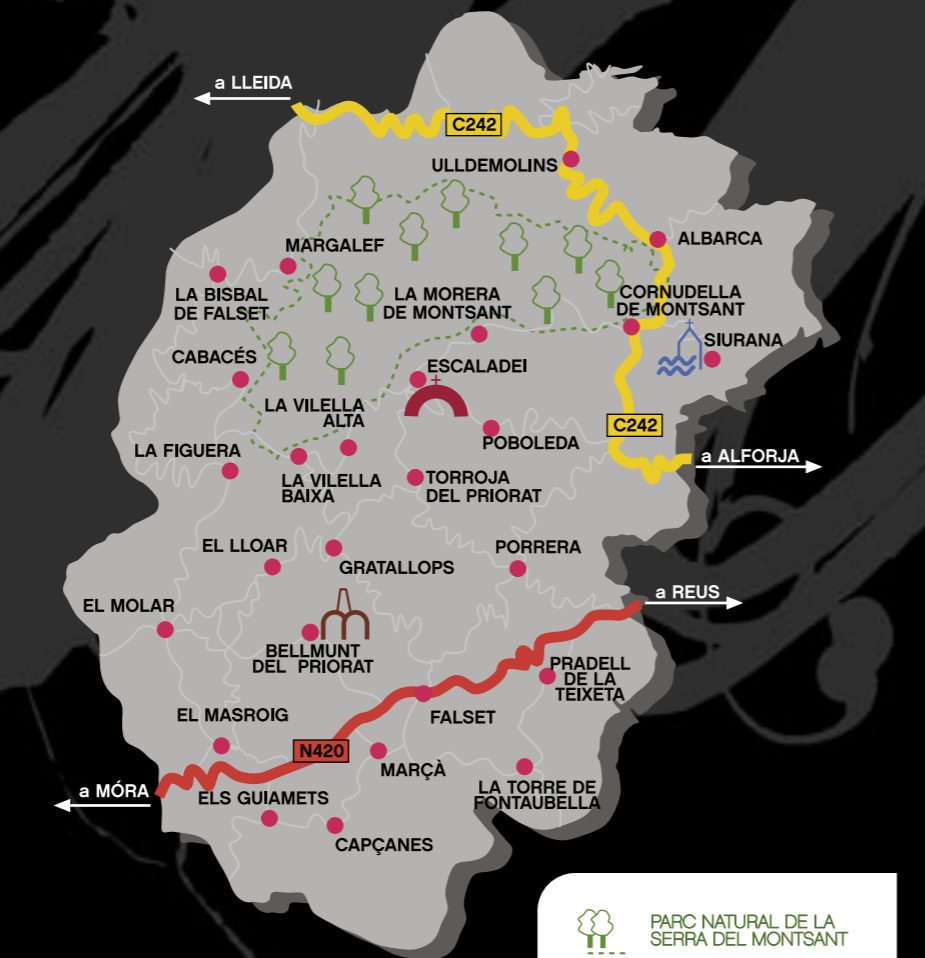 a LLEIDA
C242
ULLDEMOLINS
ALBARCA
MARGALEF
LA BISBAL
DE FALSET
LA MORERA
DE MONTSANT
CORNUDELLA
DE MONTSANT
SIURANA
CABACÉS
ESCALADEI
LA VILELLA
ALTA
C242
POBOLEDA
LA FIGUERA
a ALFORJA
LA VILELLA
BAIXA
TORROJA
DEL PRIORAT
EL LLOAR
GRATALLOPS
PORRERA
a REUS
EL MOLAR
BELLMUNT
DEL PRIORAT
PRADELL
DE LA
TEIXETA
EL MASROIG
FALSET
N420
MARÇÀ
a MÓRA
ELS GUIAMETS
LA TORRE DE
FONTAUBELLA
CAPÇANES
PARC NATURAL DE LA
SERRA DEL MONTSANT